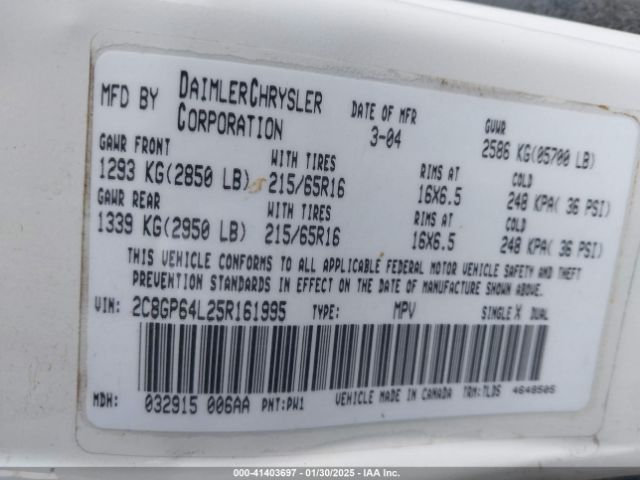 MFD BY DAIMLERCHRYSLER CORPORATION DATE OF MFR 3-04 GVWR 2586 KG(05700 LB)
GAWR FRONT WITH TIRES RIMS AT COLD
1293 KG(2850 LB) 215/65R16 16X6.5 248 KPA( 36 PSI)
GAWR REAR WITH TIRES RIMS AT COLD
1339 KG(2950 LB) 215/65R16 16X6.5 248 KPA( 36 PSI)
THIS VEHICLE CONFORMS TO ALL APPLICABLE FEDERAL MOTOR VEHICLE SAFETY AND THEFT
PREVENTION STANDARDS IN EFFECT ON THE DATE OF MANUFACTURE SHOWN ABOVE.
VIN: 2C8GP64L25R161995 TYPE: MPV SINGLE X DUAL
MDH: 032915 006AA PNT:PW1 VEHICLE MADE IN CANADA TRM:TLDS 4648505
000-41403697 - 01/30/2025 - IAA Inc.